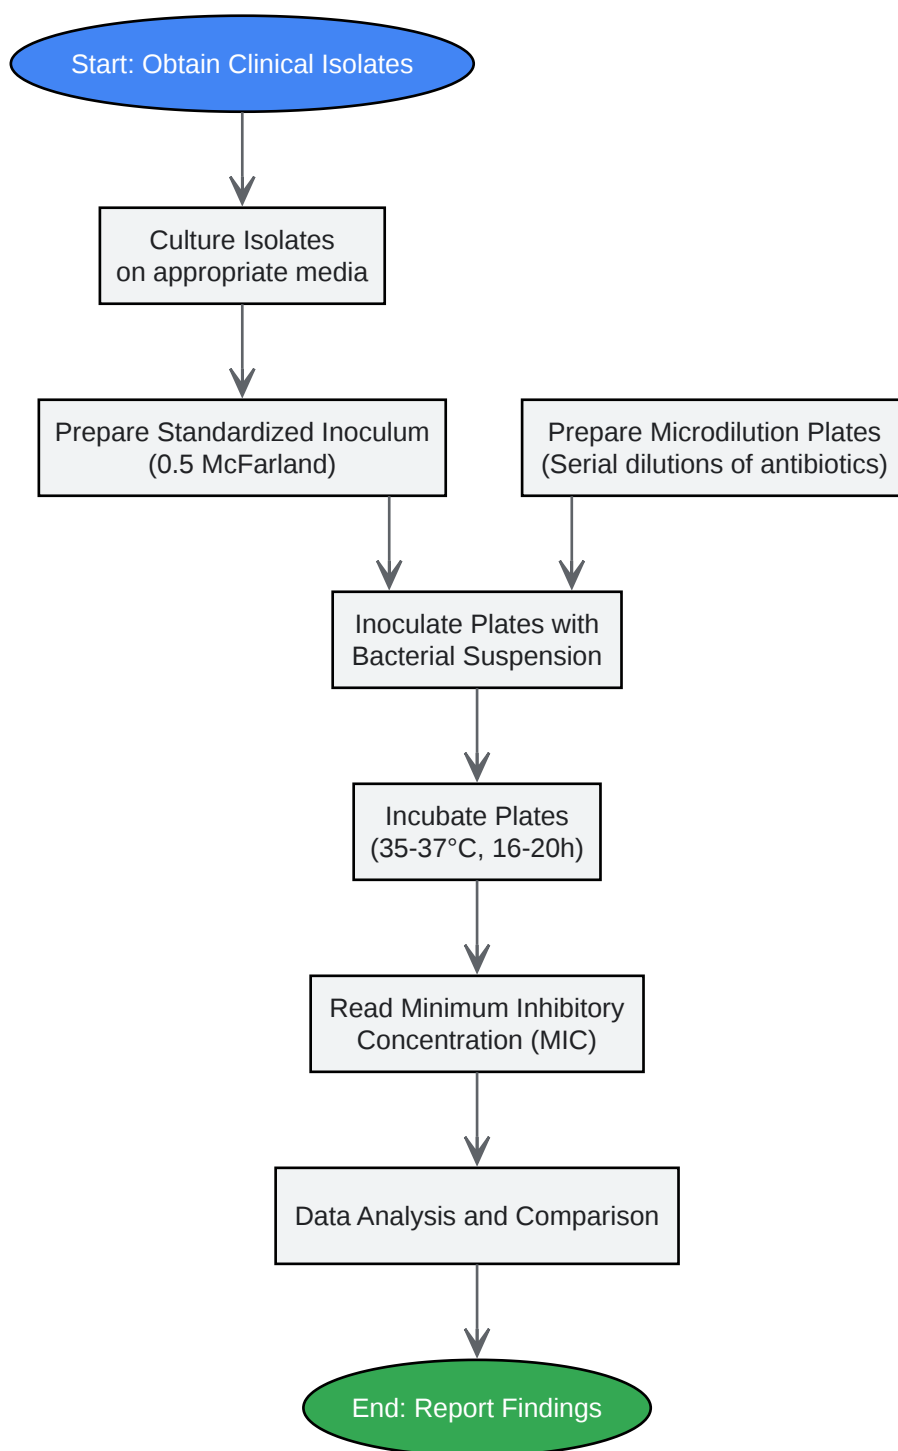 Start: Obtain Clinical Isolates
Culture Isolates
on appropriate media
Prepare Standardized Inoculum
(0.5 McFarland)
Prepare Microdilution Plates
(Serial dilutions of antibiotics)
Inoculate Plates with
Bacterial Suspension
Incubate Plates
(35-37°C, 16-20h)
Read Minimum Inhibitory
Concentration (MIC)
Data Analysis and Comparison
End: Report Findings